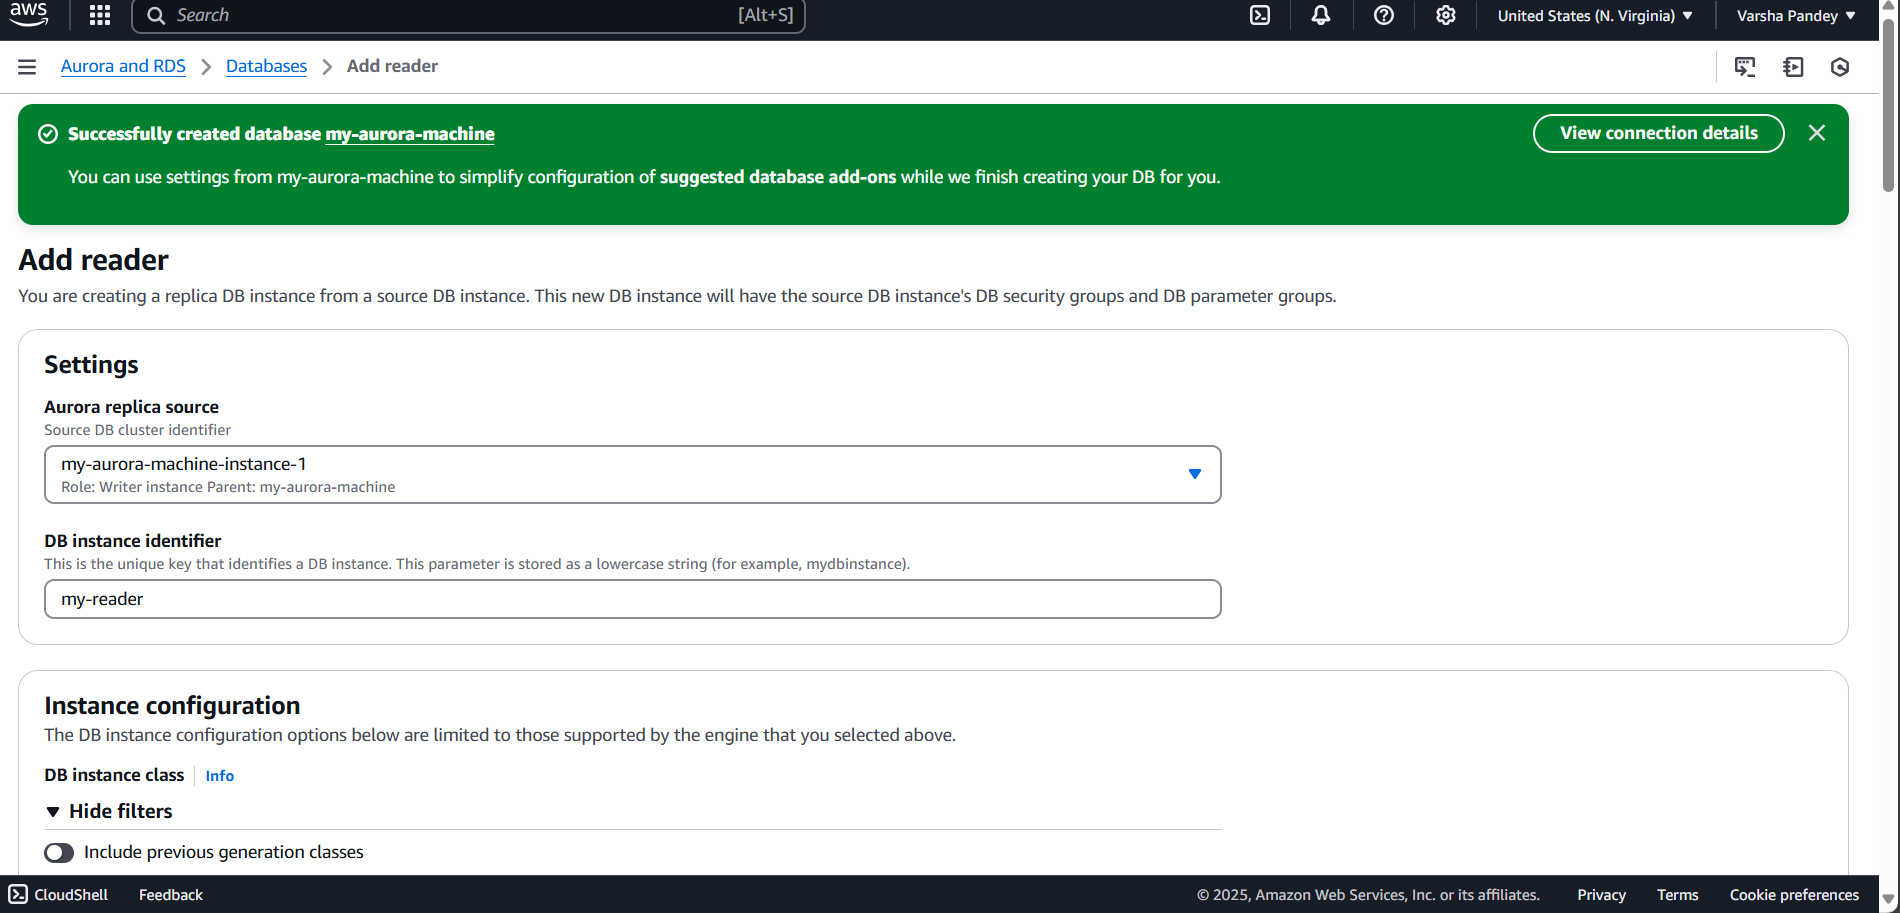 aws
Search [Alt+S]
United States (N. Virginia)
Varsha Pandey
Aurora and RDS
Databases
Add reader
Successfully created database my-aurora-machine
View connection details
You can use settings from my-aurora-machine to simplify configuration of suggested database add-ons while we finish creating your DB for you.
Add reader
You are creating a replica DB instance from a source DB instance. This new DB instance will have the source DB instance's DB security groups and DB parameter groups.
Settings
Aurora replica source
Source DB cluster identifier
my-aurora-machine-instance-1
Role: Writer instance Parent: my-aurora-machine
DB instance identifier
This is the unique key that identifies a DB instance. This parameter is stored as a lowercase string (for example, mydbinstance).
my-reader
Instance configuration
The DB instance configuration options below are limited to those supported by the engine that you selected above.
DB instance class
Info
Hide filters
Include previous generation classes
CloudShell
Feedback
© 2025, Amazon Web Services, Inc. or its affiliates.
Privacy
Terms
Cookie preferences